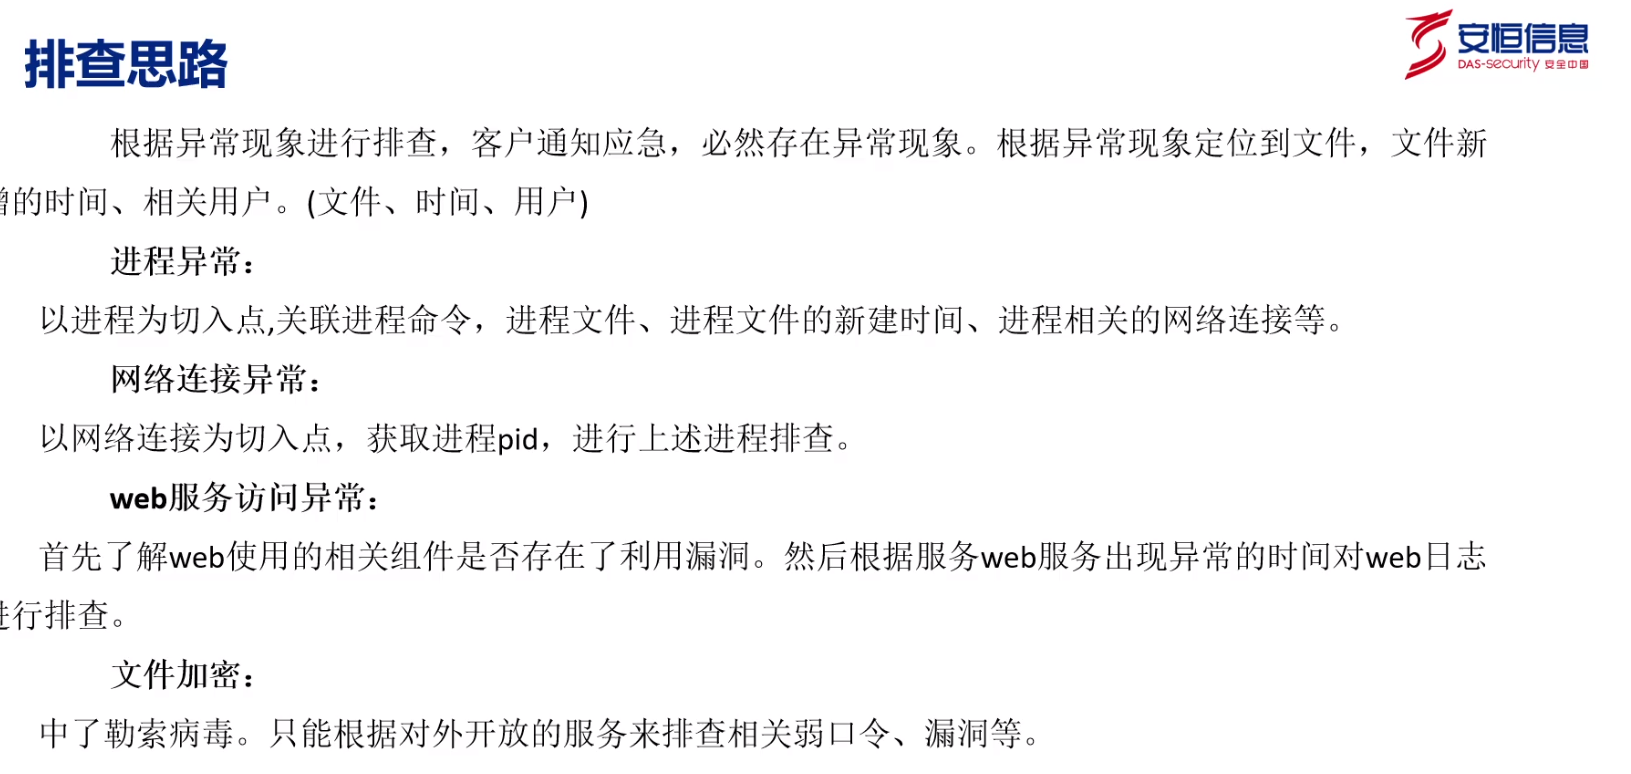 排查思路
安恒信息
DAS-security 安全中国
根据异常现象进行排查，客户通知应急，必然存在异常现象。根据异常现象定位到文件，文件新
增的时间、相关用户。(文件、时间、用户)
进程异常：
以进程为切入点,关联进程命令，进程文件、进程文件的新建时间、进程相关的网络连接等。
网络连接异常：
以网络连接为切入点，获取进程pid，进行上述进程排查。
web服务访问异常：
首先了解web使用的相关组件是否存在了利用漏洞。然后根据服务web服务出现异常的时间对web日志
进行排查。
文件加密：
中了勒索病毒。只能根据对外开放的服务来排查相关弱口令、漏洞等。